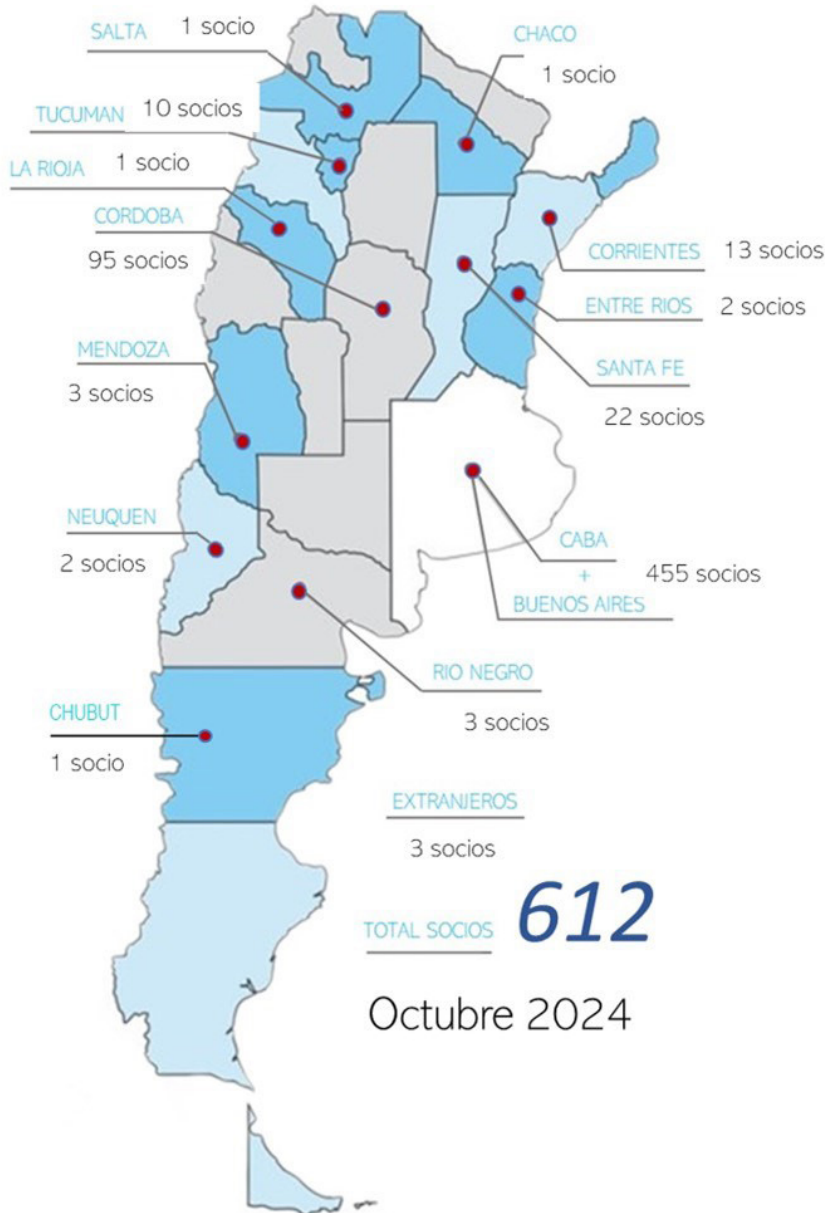 SALTA 1 socio
CHACO
1 socio
TUCUMAN 10 socios
LA RIOJA 1 socio
CORDOBA
95 socios
CORRIENTES 13 socios
ENTRE RIOS 2 socios
MENDOZA
3 socios
SANTA FE
22 socios
NEUQUEN
2 socios
CABA
+
BUENOS AIRES
455 socios
RIO NEGRO
3 socios
CHUBUT
1 socio
EXTRANJEROS
3 socios
TOTAL SOCIOS 612
Octubre 2024